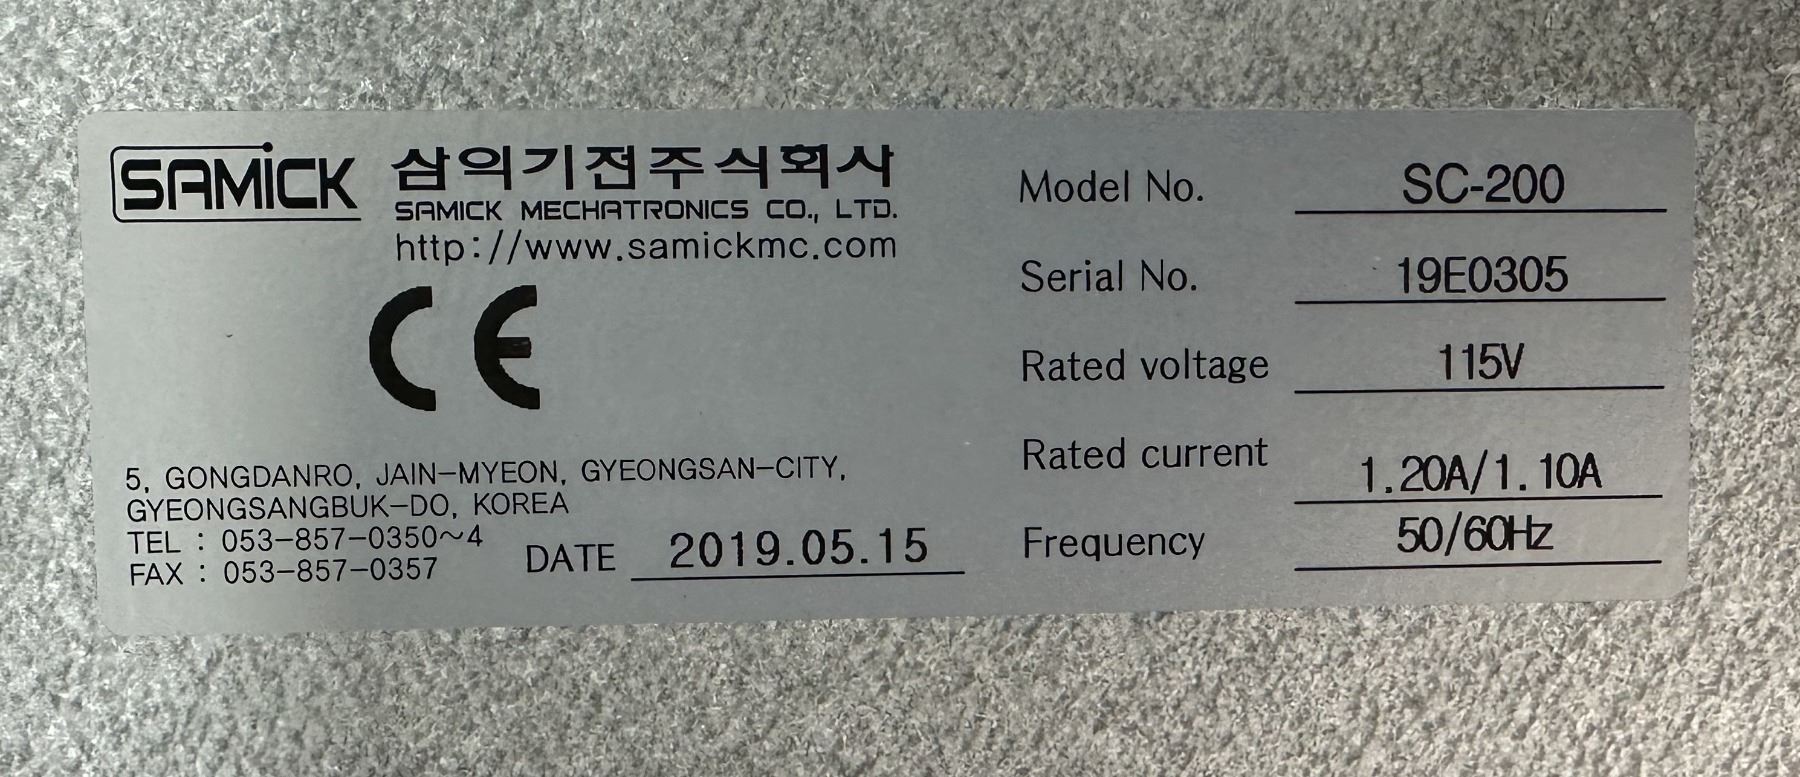 SAMICK
삼익기전주식회사
SAMICK MECHATRONICS CO., LTD.
http://www.samickmc.com
CE
5, GONGDANRO, JAIN-MYEON, GYEONGSAN-CITY,
GYEONGSANGBUK-DO, KOREA
TEL : 053-857-0350~4
FAX : 053-857-0357
DATE 2019.05.15
Model No. SC-200
Serial No. 19E0305
Rated voltage 115V
Rated current 1.20A/1.10A
Frequency 50/60Hz